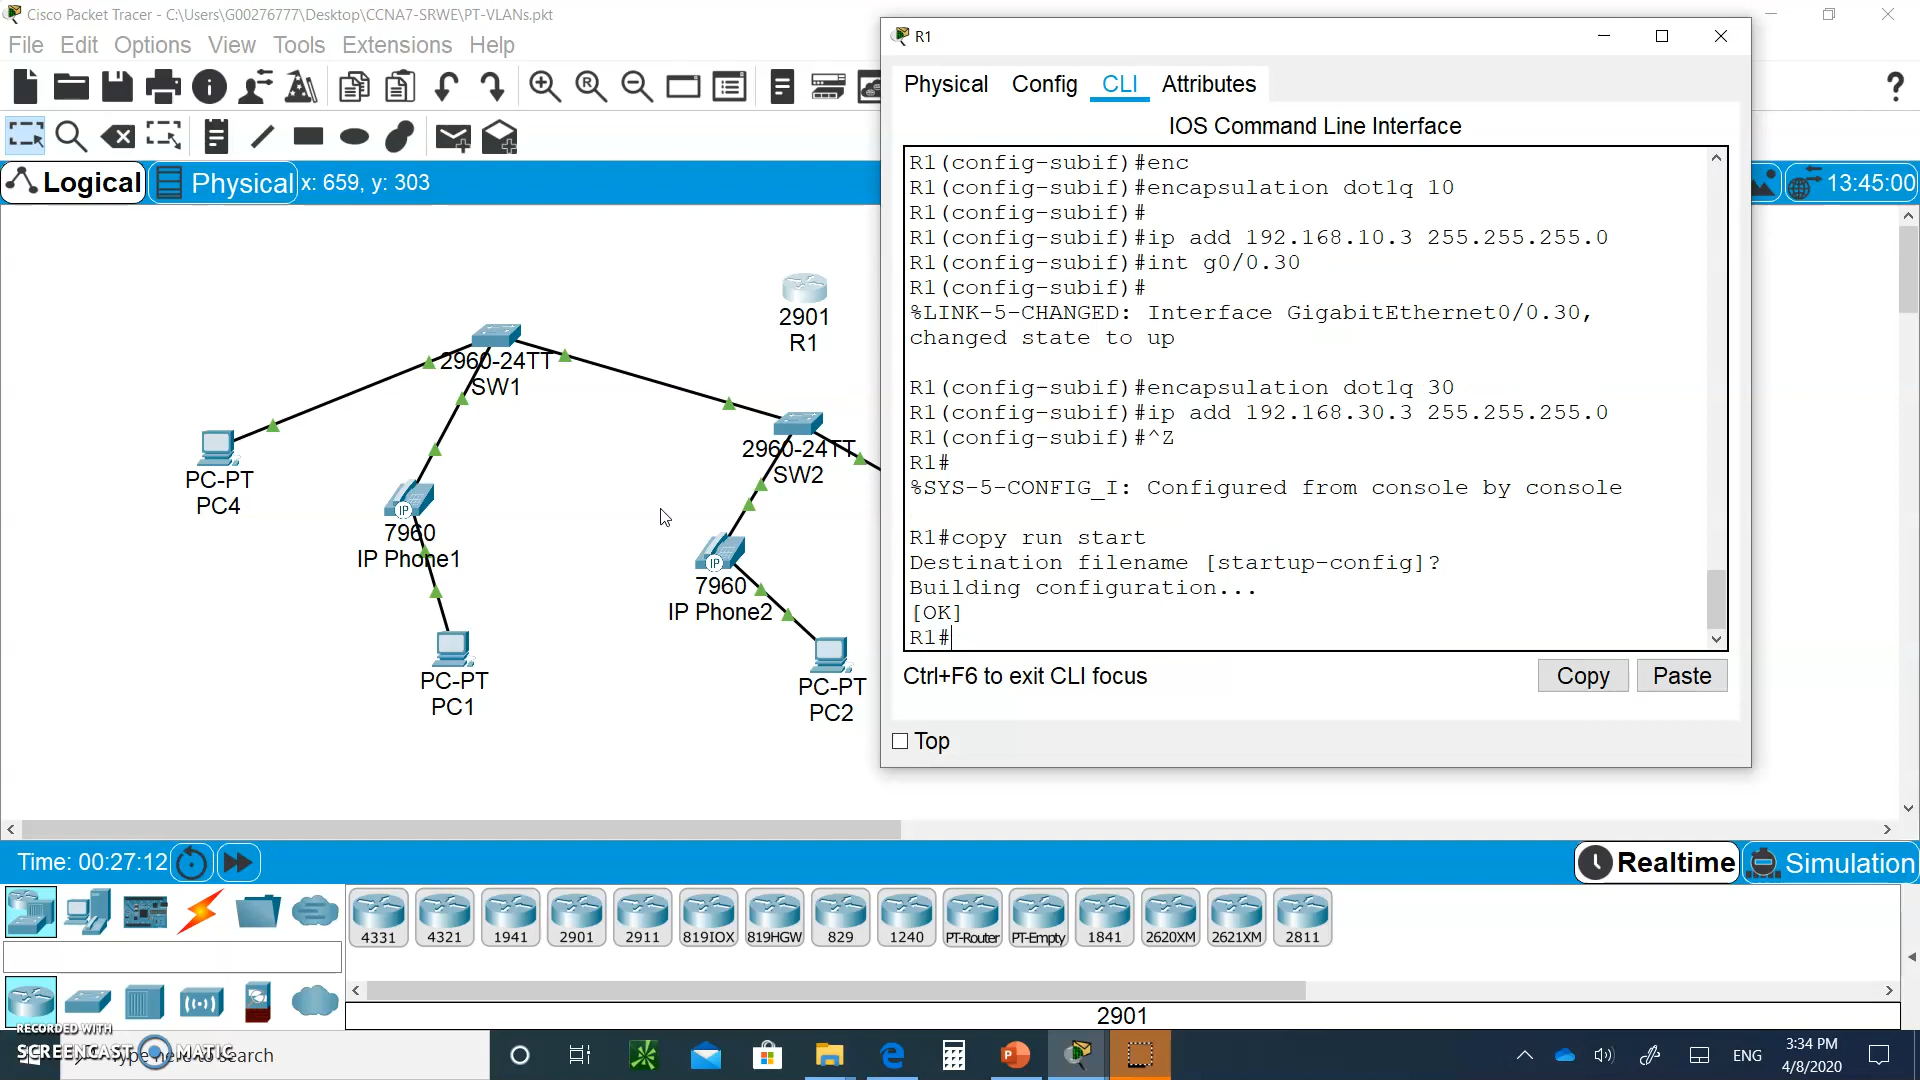 Cisco Packet Tracer - C:\Users\G00276777\Desktop\CCNA7-SRWE\PT-VLANs.pkt
File Edit Options View Tools Extensions Help
Logical
Physical
x: 659, y: 303
13:45:00
2901
R1
2960-24TT
SW1
2960-24TT
SW2
PC-PT
PC4
IP
7960
IP Phone1
IP
7960
IP Phone2
PC-PT
PC1
PC-PT
PC2
R1
Physical Config CLI Attributes
IOS Command Line Interface
R1(config-subif)#enc
R1(config-subif)#encapsulation dot1q 10
R1(config-subif)#
R1(config-subif)#ip add 192.168.10.3 255.255.255.0
R1(config-subif)#int g0/0.30
R1(config-subif)#
%LINK-5-CHANGED: Interface GigabitEthernet0/0.30,
changed state to up
R1(config-subif)#encapsulation dot1q 30
R1(config-subif)#ip add 192.168.30.3 255.255.255.0
R1(config-subif)#^Z
R1#
%SYS-5-CONFIG_I: Configured from console by console
R1#copy run start
Destination filename [startup-config]?
Building configuration...
[OK]
R1#
Ctrl+F6 to exit CLI focus
Copy
Paste
Top
Time: 00:27:12
Realtime
Simulation
4331 4321 1941 2901 2911 819IOX 819HGW 829 1240 PT-Router PT-Empty 1841 2620XM 2621XM 2811
2901
RECORDED WITH
SCREENCAST MATIC
Type here to search
ENG
3:34 PM
4/8/2020